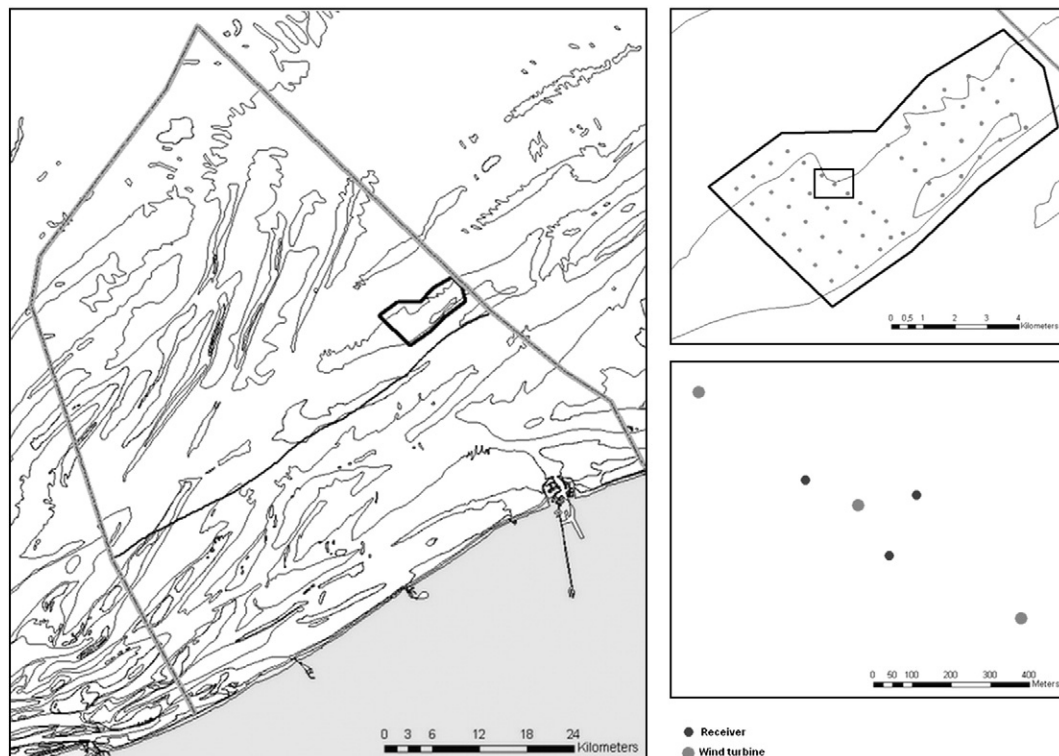 0 3 6 12 18 24
Kilometers
0 0,5 1 2 3 4
Kilometers
0 50 100 200 300 400
Meters
Receiver
Wind turbine